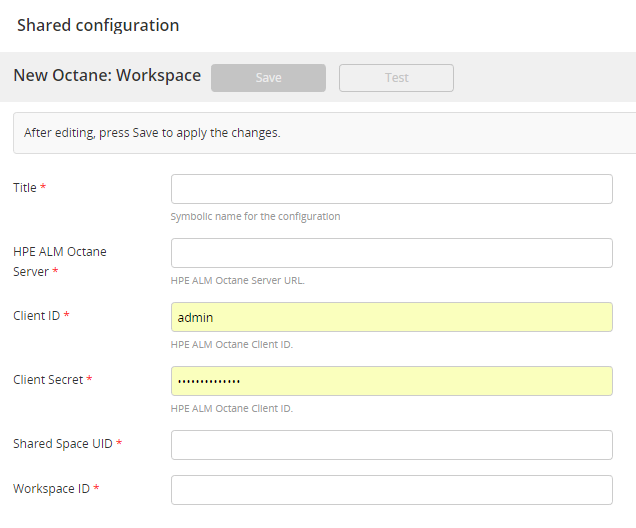 Shared configuration
New Octane: Workspace Save Test
After editing, press Save to apply the changes.
Title *
Symbolic name for the configuration
HPE ALM Octane
Server *
HPE ALM Octane Server URL.
Client ID * admin
HPE ALM Octane Client ID.
Client Secret * ••••••••••••••
HPE ALM Octane Client ID.
Shared Space UID *
Workspace ID *